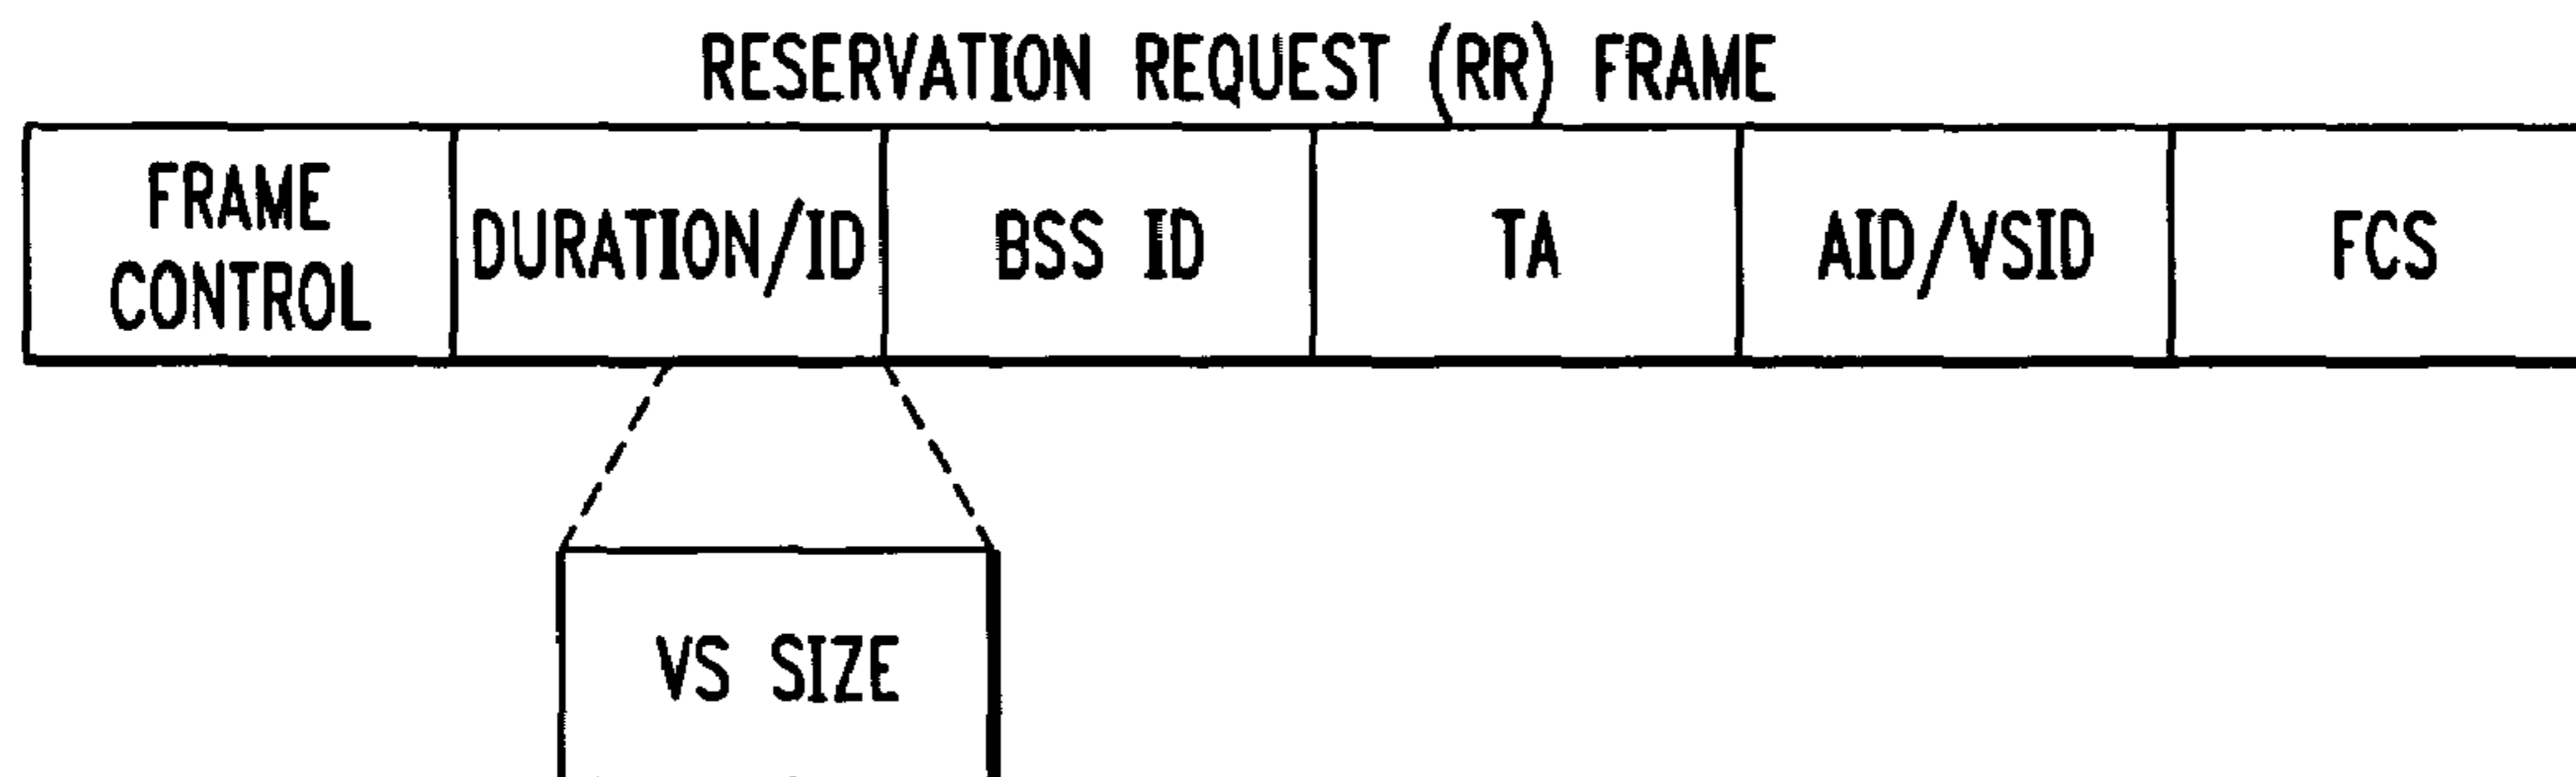 RESERVATION REQUEST (RR) FRAME
FRAME
CONTROL
DURATION/ID
BSS ID
TA
AID/VSID
FCS
VS SIZE